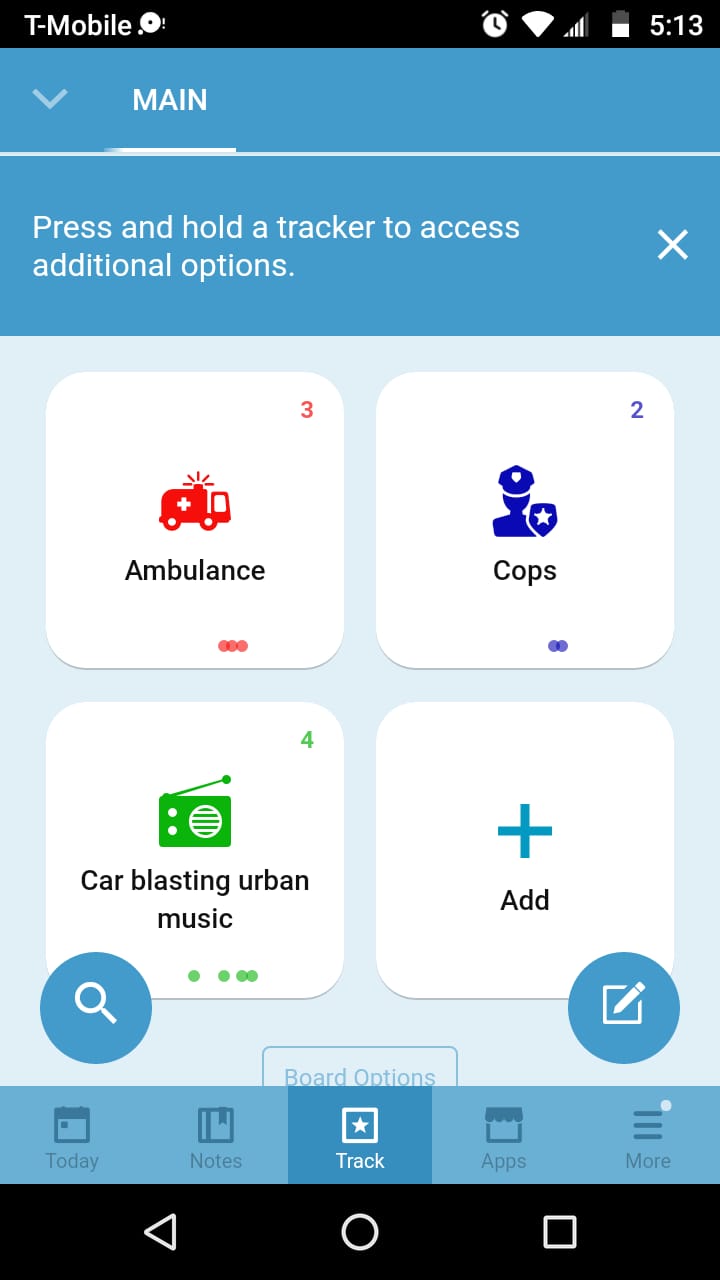 T-Mobile
5:13
MAIN
Press and hold a tracker to access
additional options.
3
Ambulance
2
Cops
4
Car blasting urban
music
Add
Board Options
Today
Notes
Track
Apps
More